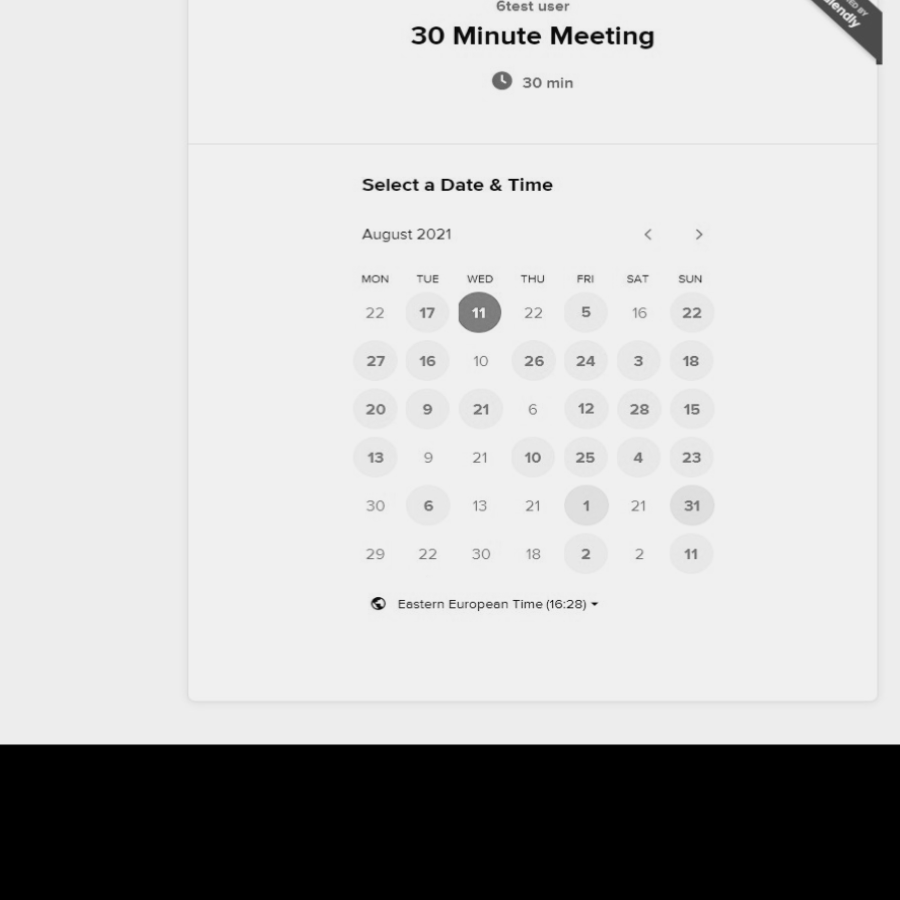 6test user
30 Minute Meeting
30 min
Select a Date & Time
August 2021
MON TUE WED THU FRI SAT SUN
22 17 11 22 5 16 22
27 16 10 26 24 3 18
20 9 21 6 12 28 15
13 9 21 10 25 4 23
30 6 13 21 1 21 31
29 22 30 18 2 2 11
Eastern European Time (16:28)